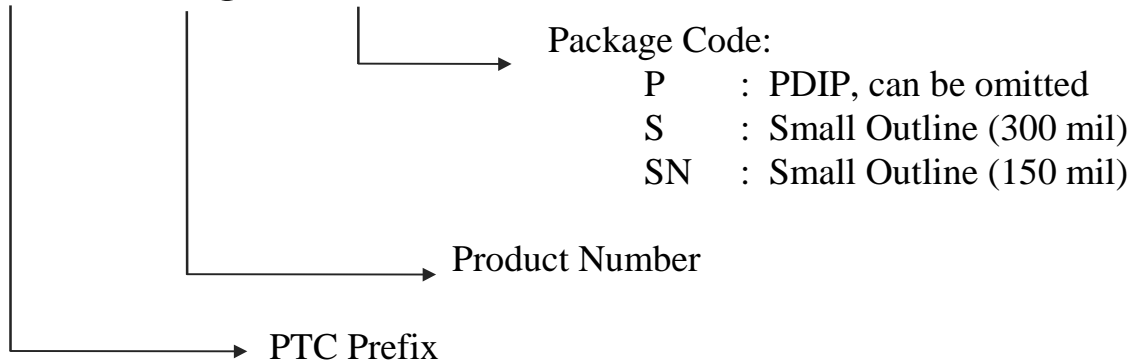 Package Code:
P : PDIP, can be omitted
S : Small Outline (300 mil)
SN : Small Outline (150 mil)
Product Number
PTC Prefix